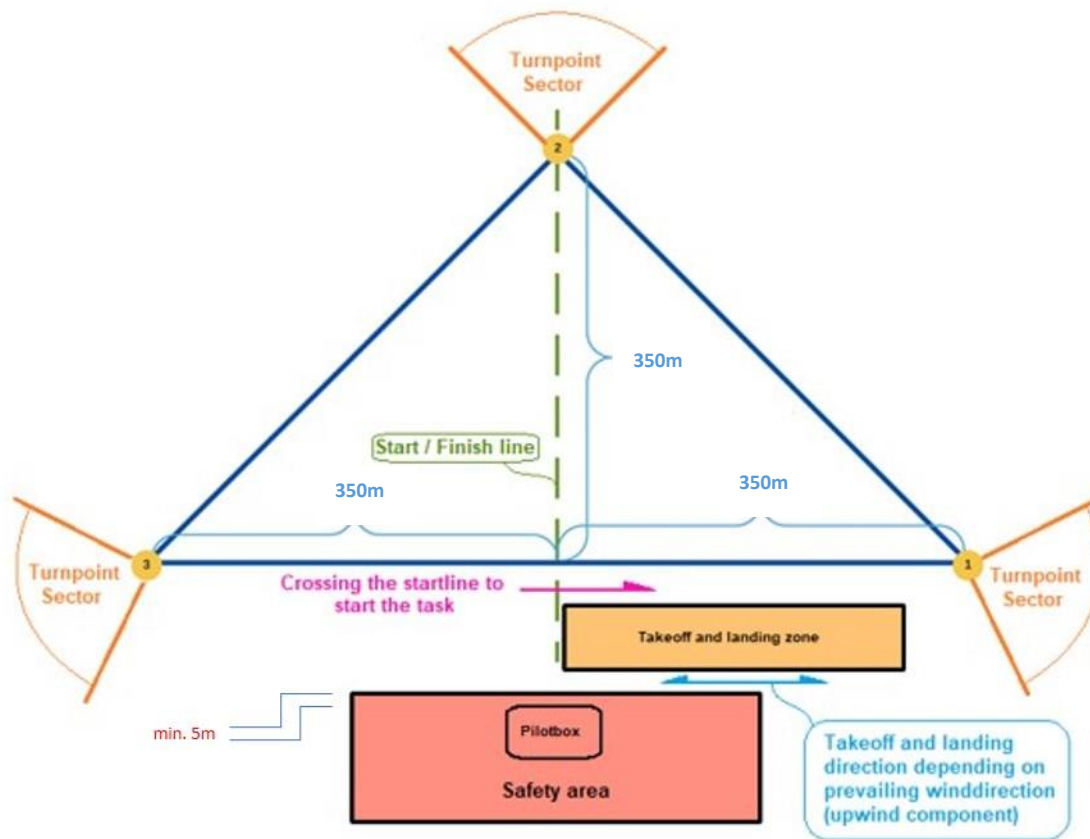 Turnpoint
Sector
2
350m
Start / Finish line
350m
350m
3
1
Turnpoint
Sector
Crossing the startline to
start the task
Turnpoint
Sector
Takeoff and landing zone
min. 5m
Pilotbox
Safety area
Takeoff and landing
direction depending on
prevailing winddirection
(upwind component)